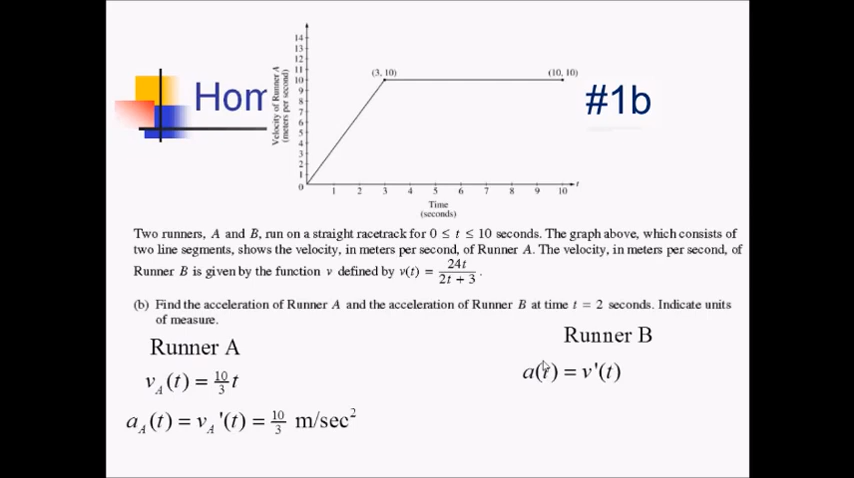 Hom
#1b
14
13
12
11
10
9
8
7
6
5
4
3
2
1
0
Velocity of Runner A
(meters per second)
(3, 10)
(10, 10)
1 2 3 4 5 6 7 8 9 10 t
Time
(seconds)
Two runners, A and B, run on a straight racetrack for 0 ≤ t ≤ 10 seconds. The graph above, which consists of
two line segments, shows the velocity, in meters per second, of Runner A. The velocity, in meters per second, of
Runner B is given by the function v defined by v(t) = 24t / (2t + 3) .
(b) Find the acceleration of Runner A and the acceleration of Runner B at time t = 2 seconds. Indicate units
of measure.
Runner A
Runner B
v_A(t) = 10/3 t
a(t) = v'(t)
a_A(t) = v_A'(t) = 10/3 m/sec²